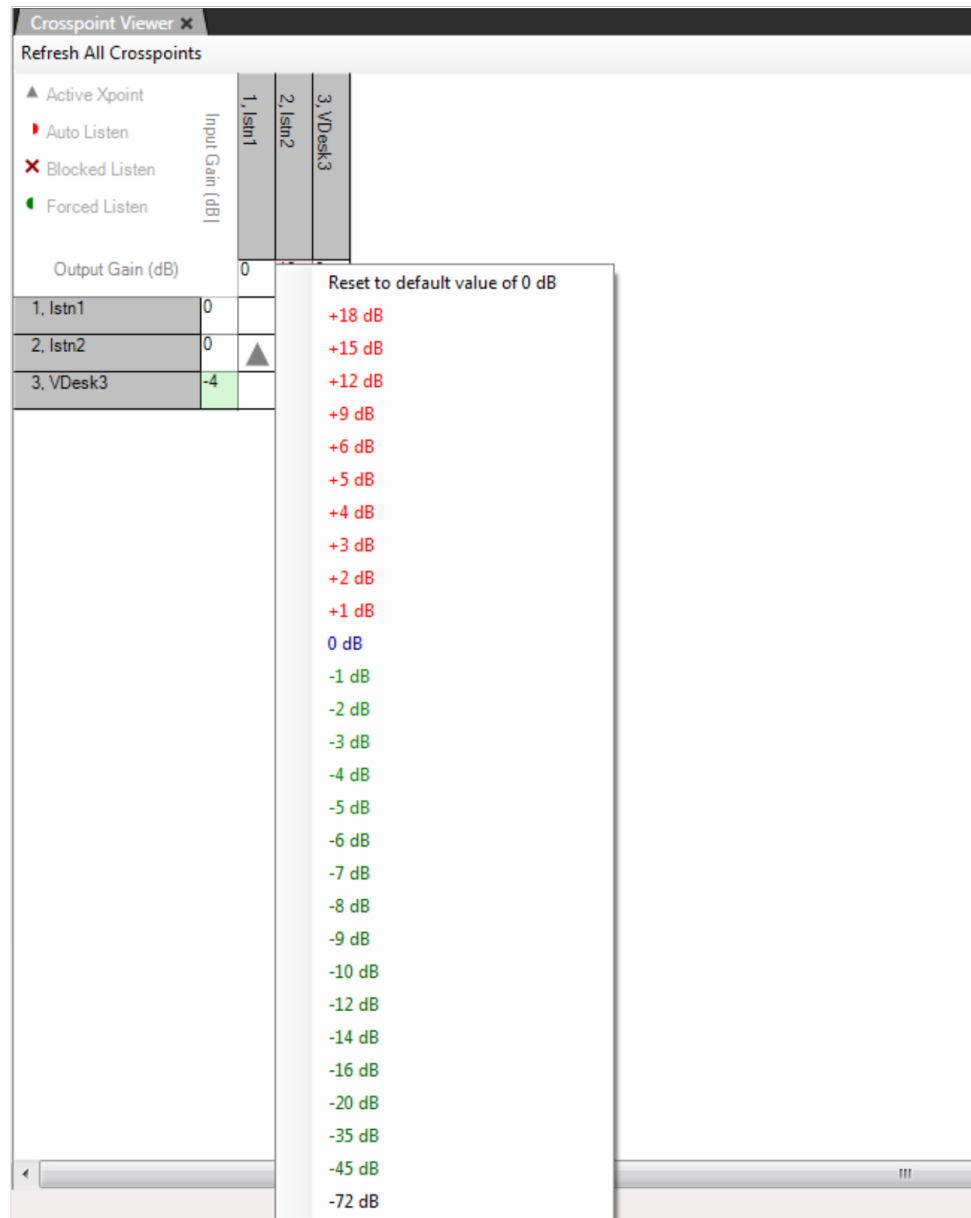 Crosspoint Viewer ×
Refresh All Crosspoints
Active Xpoint
Auto Listen
Blocked Listen
Forced Listen
Input Gain (dB)
1, Istn1
2, Istn2
3, VDesk3
Output Gain (dB)
0
1, Istn1
0
2, Istn2
0
3, VDesk3
-4
Reset to default value of 0 dB
+18 dB
+15 dB
+12 dB
+9 dB
+6 dB
+5 dB
+4 dB
+3 dB
+2 dB
+1 dB
0 dB
-1 dB
-2 dB
-3 dB
-4 dB
-5 dB
-6 dB
-7 dB
-8 dB
-9 dB
-10 dB
-12 dB
-14 dB
-16 dB
-20 dB
-35 dB
-45 dB
-72 dB